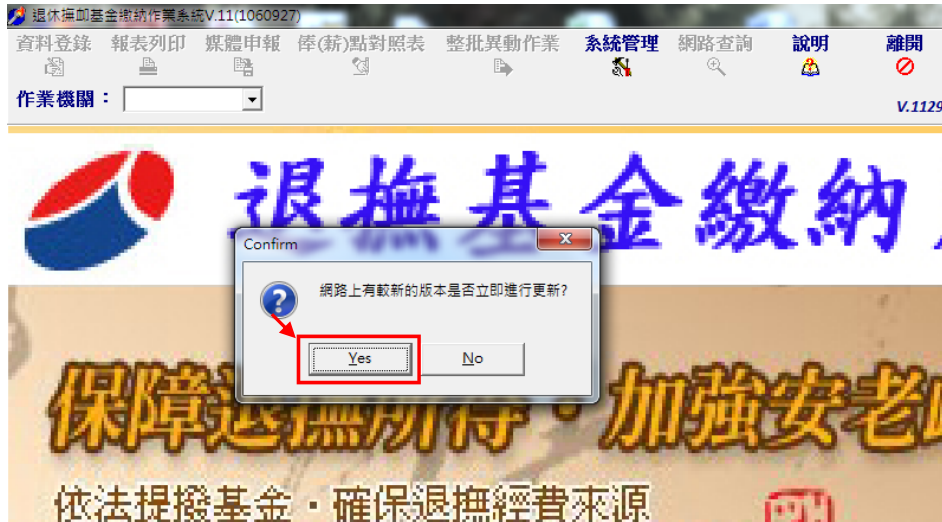 退休撫卹基金繳納作業系統V.11(1060927)
資料登錄 報表列印 媒體申報 俸(薪)點對照表 整批異動作業 系統管理 網路查詢 說明 離開
作業機關：
V.1129
退撫基金繳納
Confirm
網路上有較新的版本是否立即進行更新?
Yes No
保障退撫所得・加強安老
依法提撥基金・確保退撫經費來源